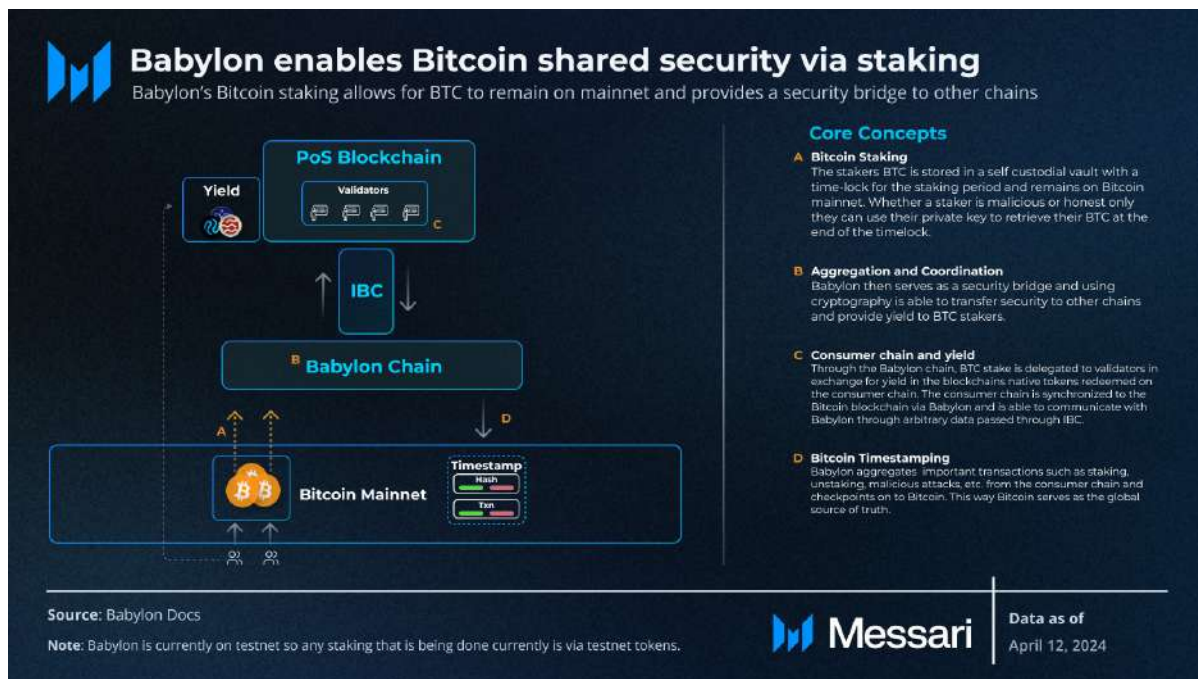 Babylon enables Bitcoin shared security via staking
Babylon's Bitcoin staking allows for BTC to remain on mainnet and provides a security bridge to other chains
PoS Blockchain
Yield
Validators
C
IBC
B Babylon Chain
A
D
Bitcoin Mainnet
Timestamp
Hash
Txn
Core Concepts
A Bitcoin Staking
The stakers BTC is stored in a self custodial vault with a
time-lock for the staking period and remains on Bitcoin
mainnet. Whether a staker is malicious or honest only
they can use their private key to retrieve their BTC at the
end of the timelock.
B Aggregation and Coordination
Babylon then serves as a security bridge and using
cryptography is able to transfer security to other chains
and provide yield to BTC stakers.
C Consumer chain and yield
Through the Babylon chain, BTC stake is delegated to validators in
exchange for yield in the blockchains native tokens redeemed on
the consumer chain. The consumer chain is synchronized to the
Bitcoin blockchain via Babylon and is able to communicate with
Babylon through arbitrary data passed through IBC.
D Bitcoin Timestamping
Babylon aggregates important transactions such as staking,
unstaking, malicious attacks, etc. from the consumer chain and
checkpoints on to Bitcoin. This way Bitcoin serves as the global
source of truth.
Source: Babylon Docs
Note: Babylon is currently on testnet so any staking that is being done currently is via testnet tokens.
Messari
Data as of
April 12, 2024